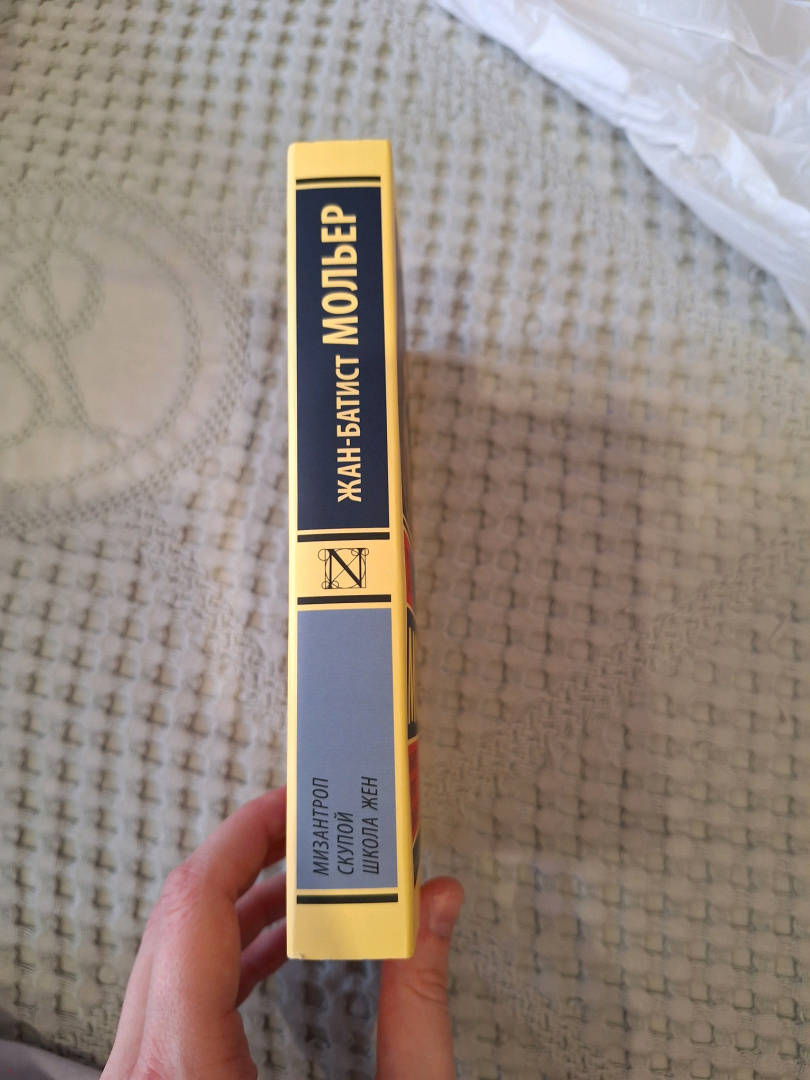 ЖАН-БАТИСТ МОЛЬЕР
N
МИЗАНТРОП
СКУПОЙ
ШКОЛА ЖЕН